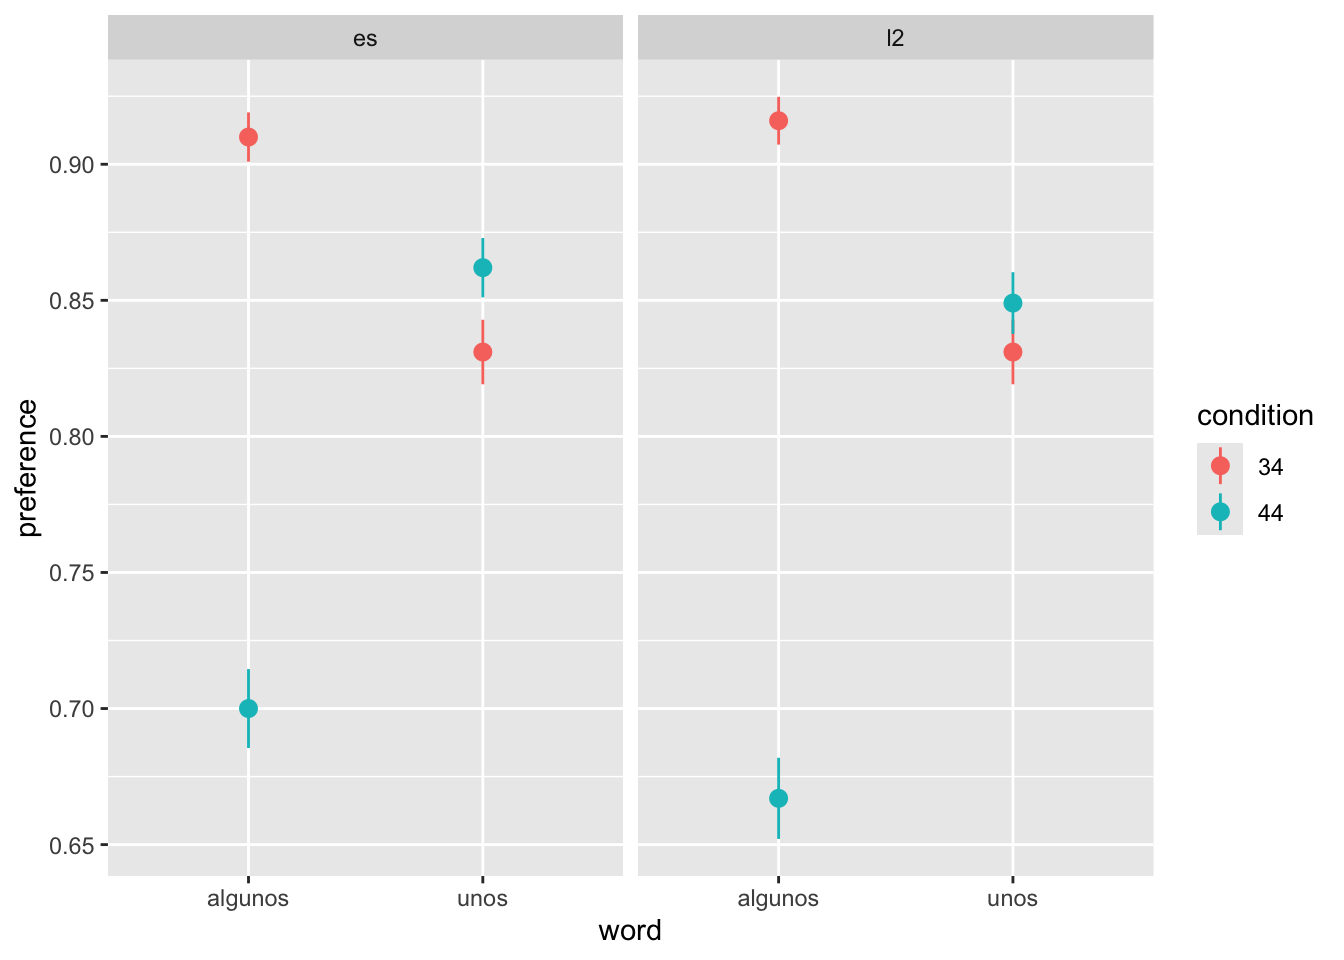 es
l2
preference
0.90
0.85
0.80
0.75
0.70
0.65
algunos
unos
algunos
unos
word
condition
34
44